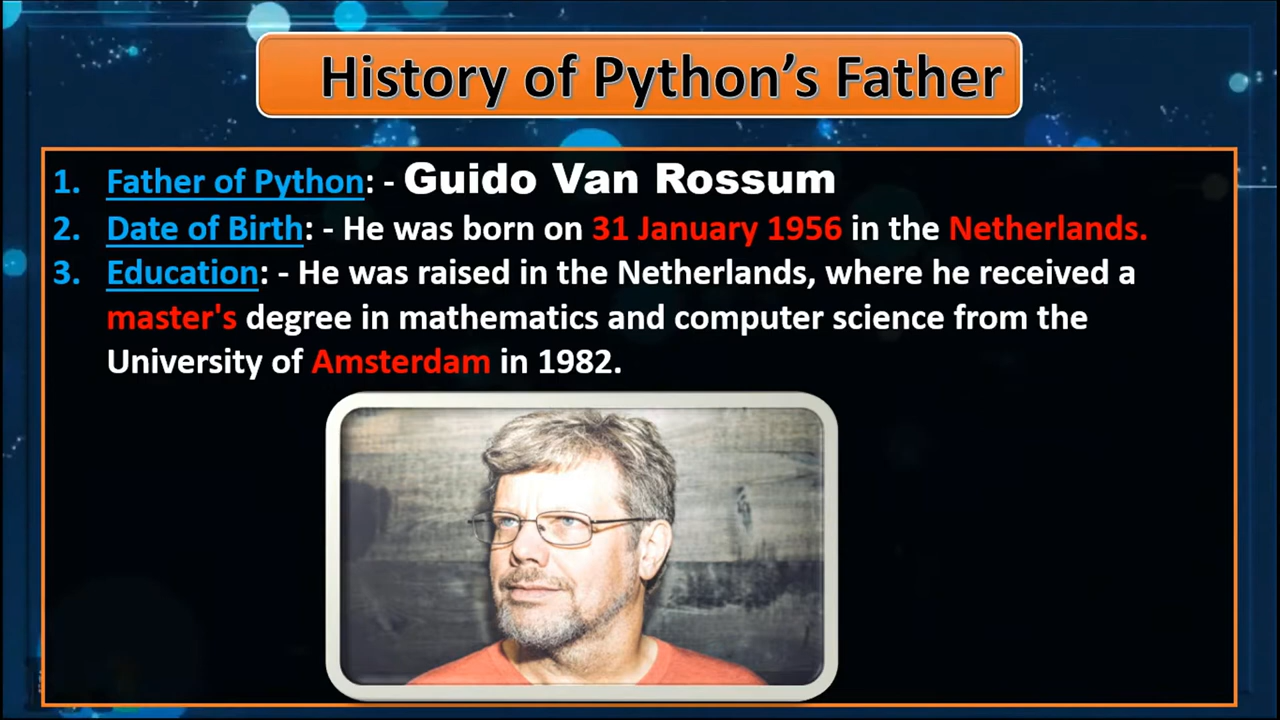 History of Python’s Father
1. Father of Python: - Guido Van Rossum
2. Date of Birth: - He was born on 31 January 1956 in the Netherlands.
3. Education: - He was raised in the Netherlands, where he received a
master's degree in mathematics and computer science from the
University of Amsterdam in 1982.